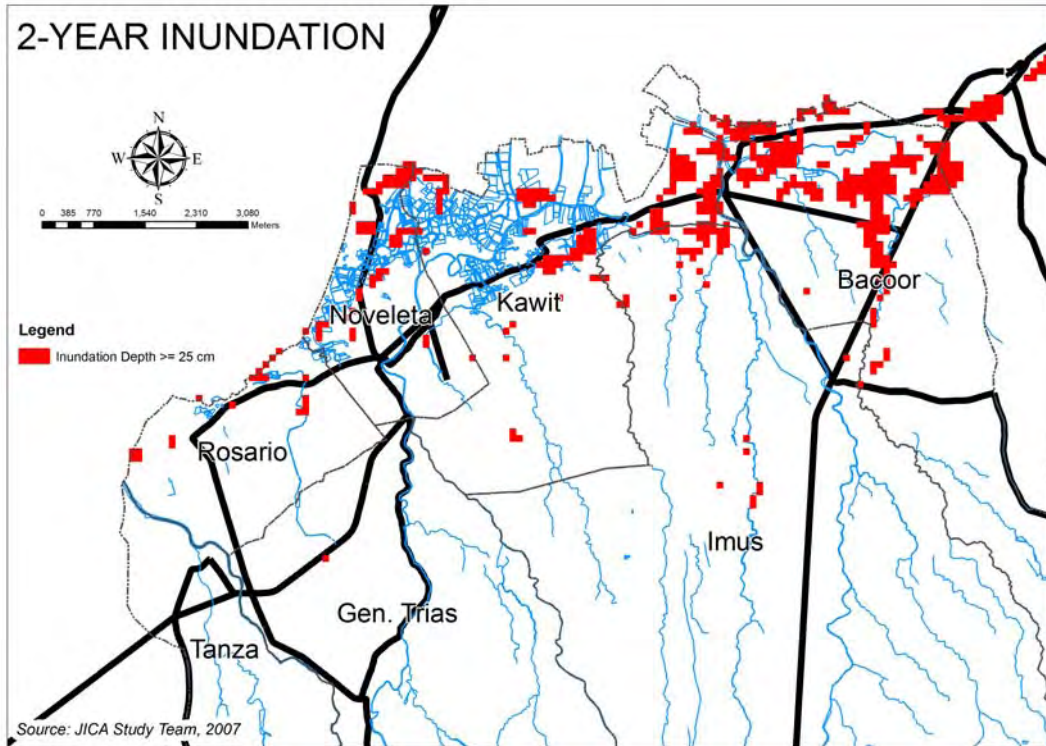 2-YEAR INUNDATION
N
W E
S
0 385 770 1,540 2,310 3,080
Meters
Bacoor
Kawit
Noveleta
Legend
Inundation Depth >= 25 cm
Rosario
Imus
Gen. Trias
Tanza
Source: JICA Study Team, 2007